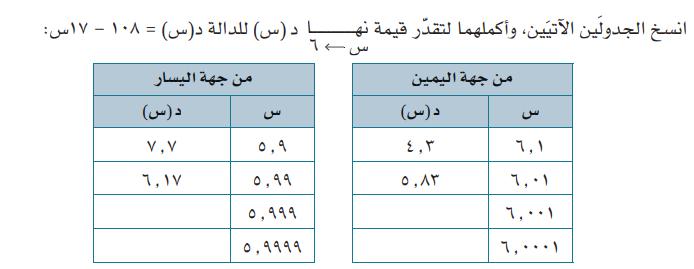 انسخ الجدولَين الآتيَين، وأكملهما لتقدّر قيمة نهــــا د (س) للدالة د(س) = ١٠٨ – ١٧س:
س ← ٦
من جهة اليمين
س د(س)
٦,١ ٤,٣
٦,٠١ ٥,٨٣
٦,٠٠١
٦,٠٠٠١
من جهة اليسار
س د(س)
٥,٩ ٧,٧
٥,٩٩ ٦,١٧
٥,٩٩٩
٥,٩٩٩٩